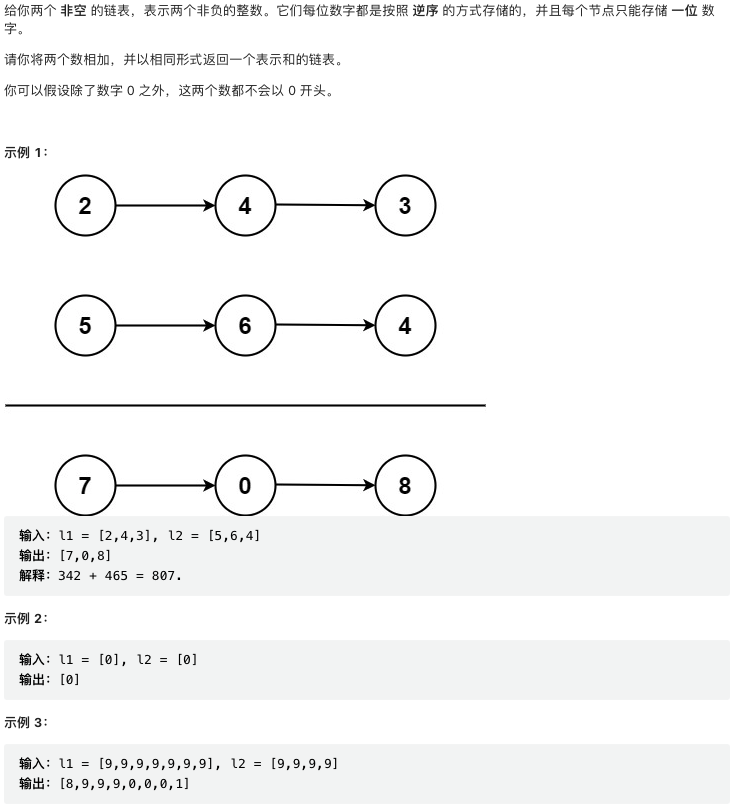 给你两个 非空 的链表，表示两个非负的整数。它们每位数字都是按照 逆序 的方式存储的，并且每个节点只能存储 一位 数
字。
请你将两个数相加，并以相同形式返回一个表示和的链表。
你可以假设除了数字 0 之外，这两个数都不会以 0 开头。
示例 1：
2 4 3
5 6 4
7 0 8
输入：l1 = [2,4,3], l2 = [5,6,4]
输出：[7,0,8]
解释：342 + 465 = 807.
示例 2：
输入：l1 = [0], l2 = [0]
输出：[0]
示例 3：
输入：l1 = [9,9,9,9,9,9,9], l2 = [9,9,9,9]
输出：[8,9,9,9,0,0,0,1]